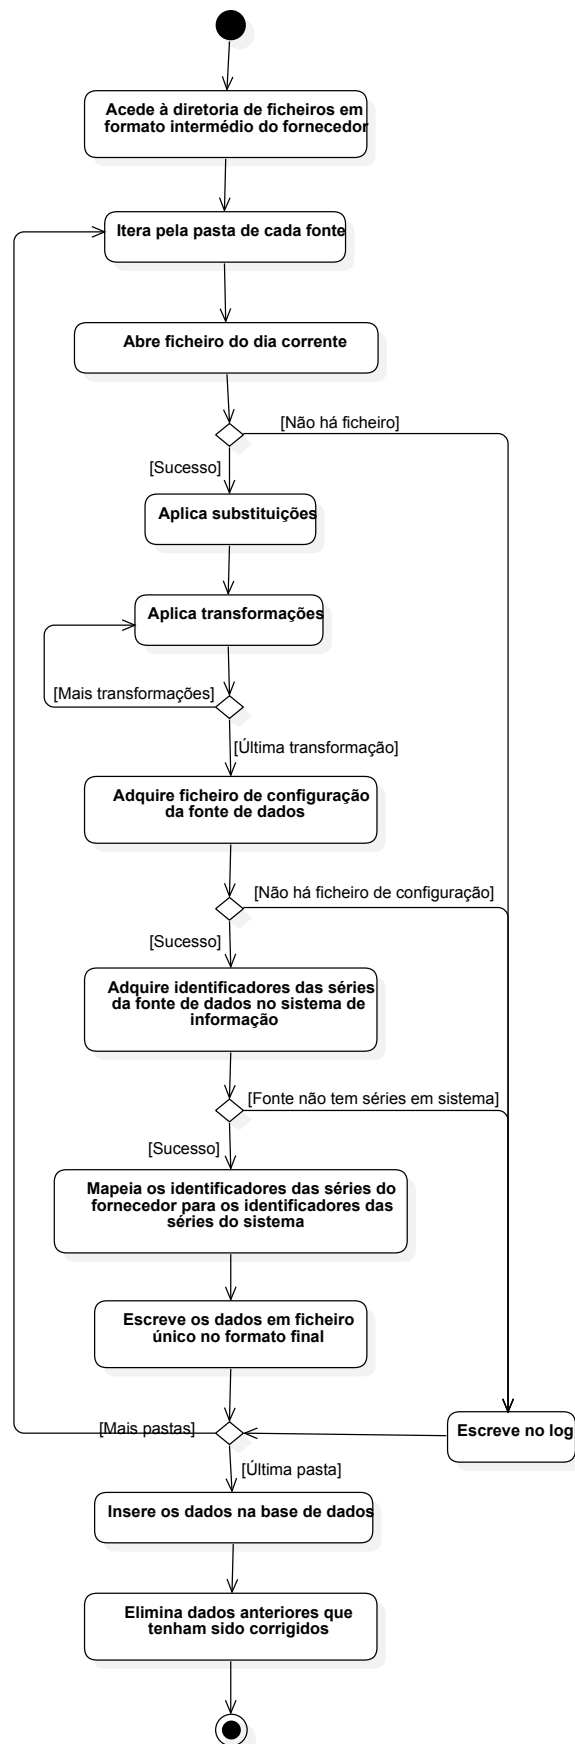 Acede à diretoria de ficheiros em
formato intermédio do fornecedor
Itera pela pasta de cada fonte
Abre ficheiro do dia corrente
[Não há ficheiro]
[Sucesso]
Aplica substituições
Aplica transformações
[Mais transformações]
[Última transformação]
Adquire ficheiro de configuração
da fonte de dados
[Não há ficheiro de configuração]
[Sucesso]
Adquire identificadores das séries
da fonte de dados no sistema de
informação
[Fonte não tem séries em sistema]
[Sucesso]
Mapeia os identificadores das séries do
fornecedor para os identificadores das
séries do sistema
Escreve os dados em ficheiro
único no formato final
[Mais pastas]
Escreve no log
[Última pasta]
Insere os dados na base de dados
Elimina dados anteriores que
tenham sido corrigidos